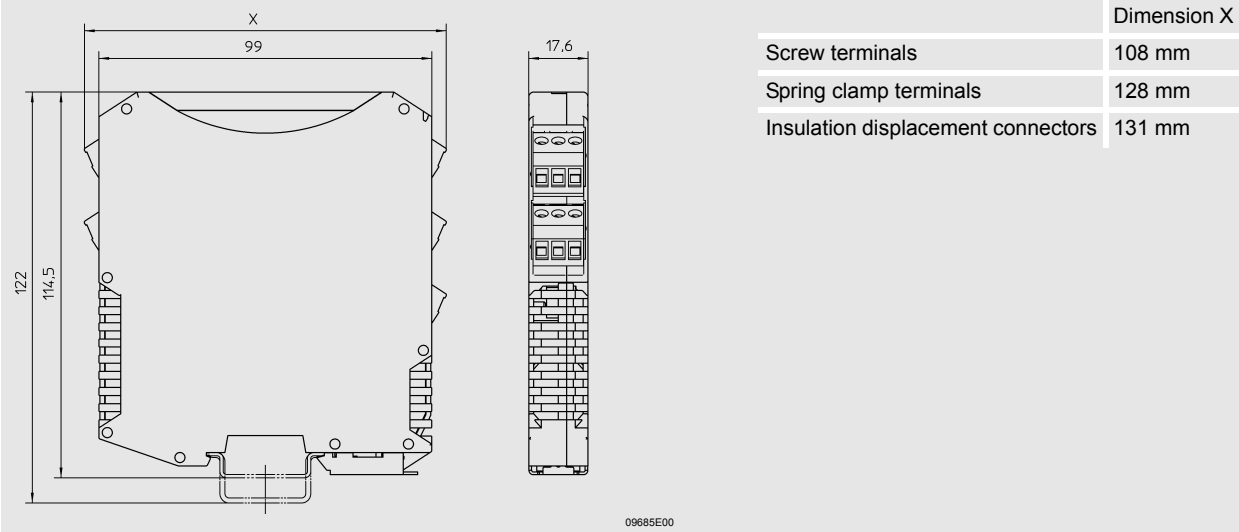 X
99
17,6
122
114,5
Dimension X
Screw terminals 108 mm
Spring clamp terminals 128 mm
Insulation displacement connectors 131 mm
09685E00